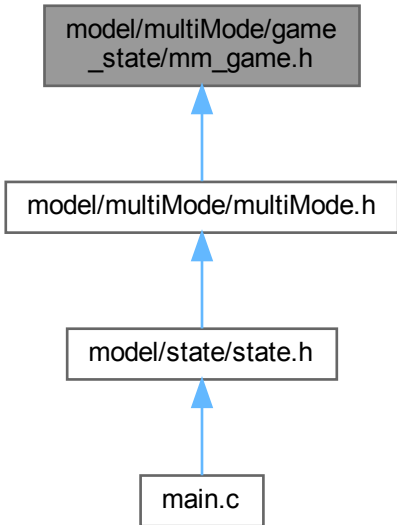 model/multiMode/game
_state/mm_game.h
model/multiMode/multiMode.h
model/state/state.h
main.c